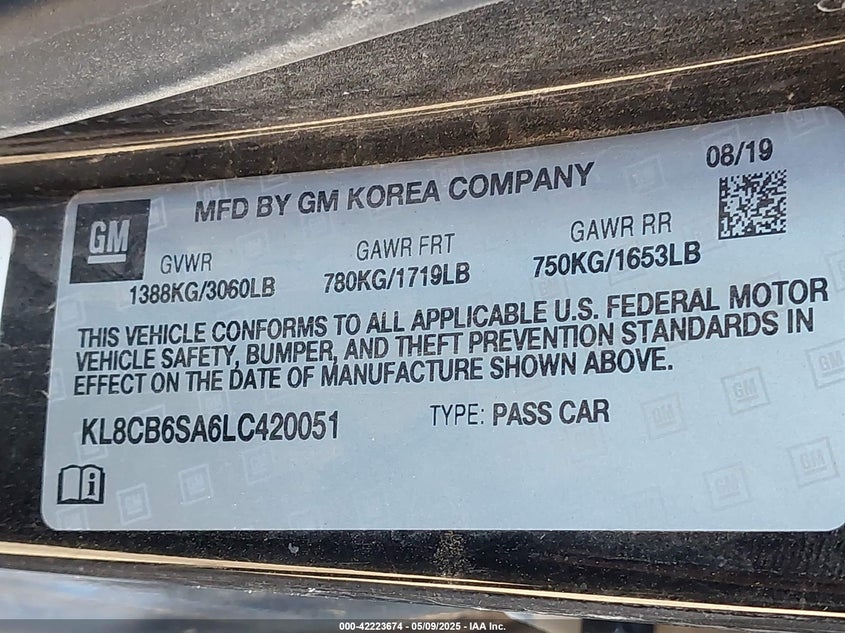 MFD BY GM KOREA COMPANY
08/19
GM
GVWR
GAWR FRT
GAWR RR
1388KG/3060LB
780KG/1719LB
750KG/1653LB
THIS VEHICLE CONFORMS TO ALL APPLICABLE U.S. FEDERAL MOTOR
VEHICLE SAFETY, BUMPER, AND THEFT PREVENTION STANDARDS IN
EFFECT ON THE DATE OF MANUFACTURE SHOWN ABOVE.
KL8CB6SA6LC420051
TYPE: PASS CAR
i
000-42223674 - 05/09/2025 - IAA Inc.